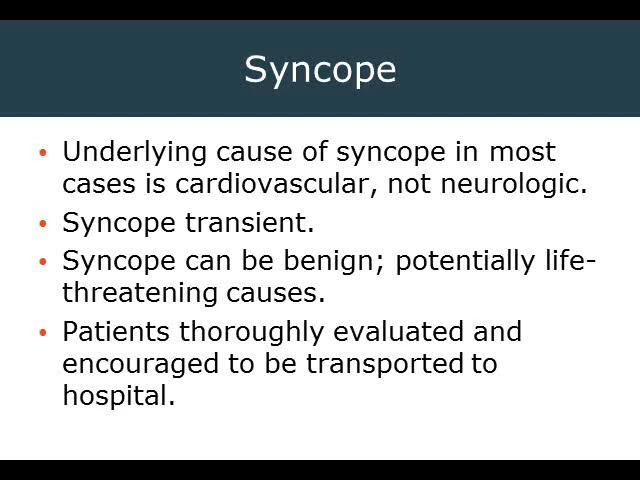 Syncope
• Underlying cause of syncope in most
cases is cardiovascular, not neurologic.
• Syncope transient.
• Syncope can be benign; potentially life-
threatening causes.
• Patients thoroughly evaluated and
encouraged to be transported to
hospital.